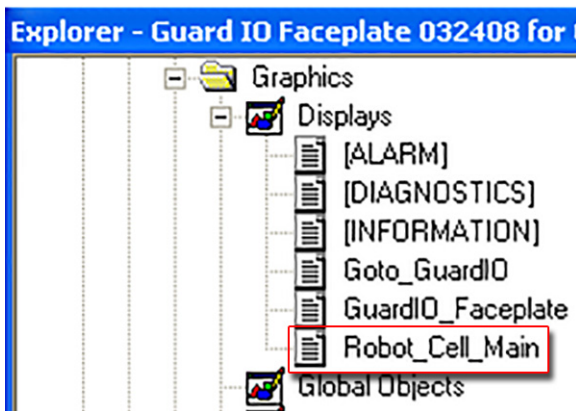 Explorer - Guard IO Faceplate 032408 for
Graphics
Displays
[ALARM]
[DIAGNOSTICS]
[INFORMATION]
Goto_GuardIO
GuardIO_Faceplate
Robot_Cell_Main
Global Objects